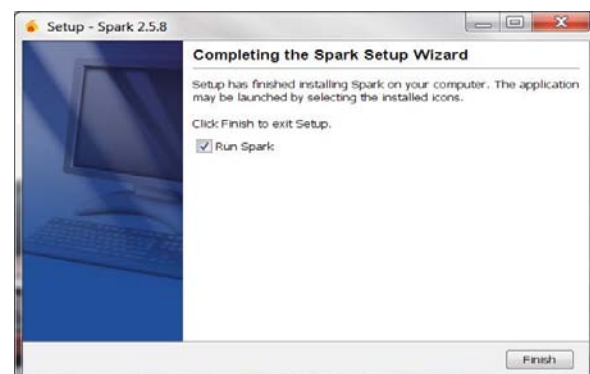 Setup - Spark 2.5.8
Completing the Spark Setup Wizard
Setup has finished installing Spark on your computer. The application
may be launched by selecting the installed icons.
Click Finish to exit Setup.
Run Spark
Finish